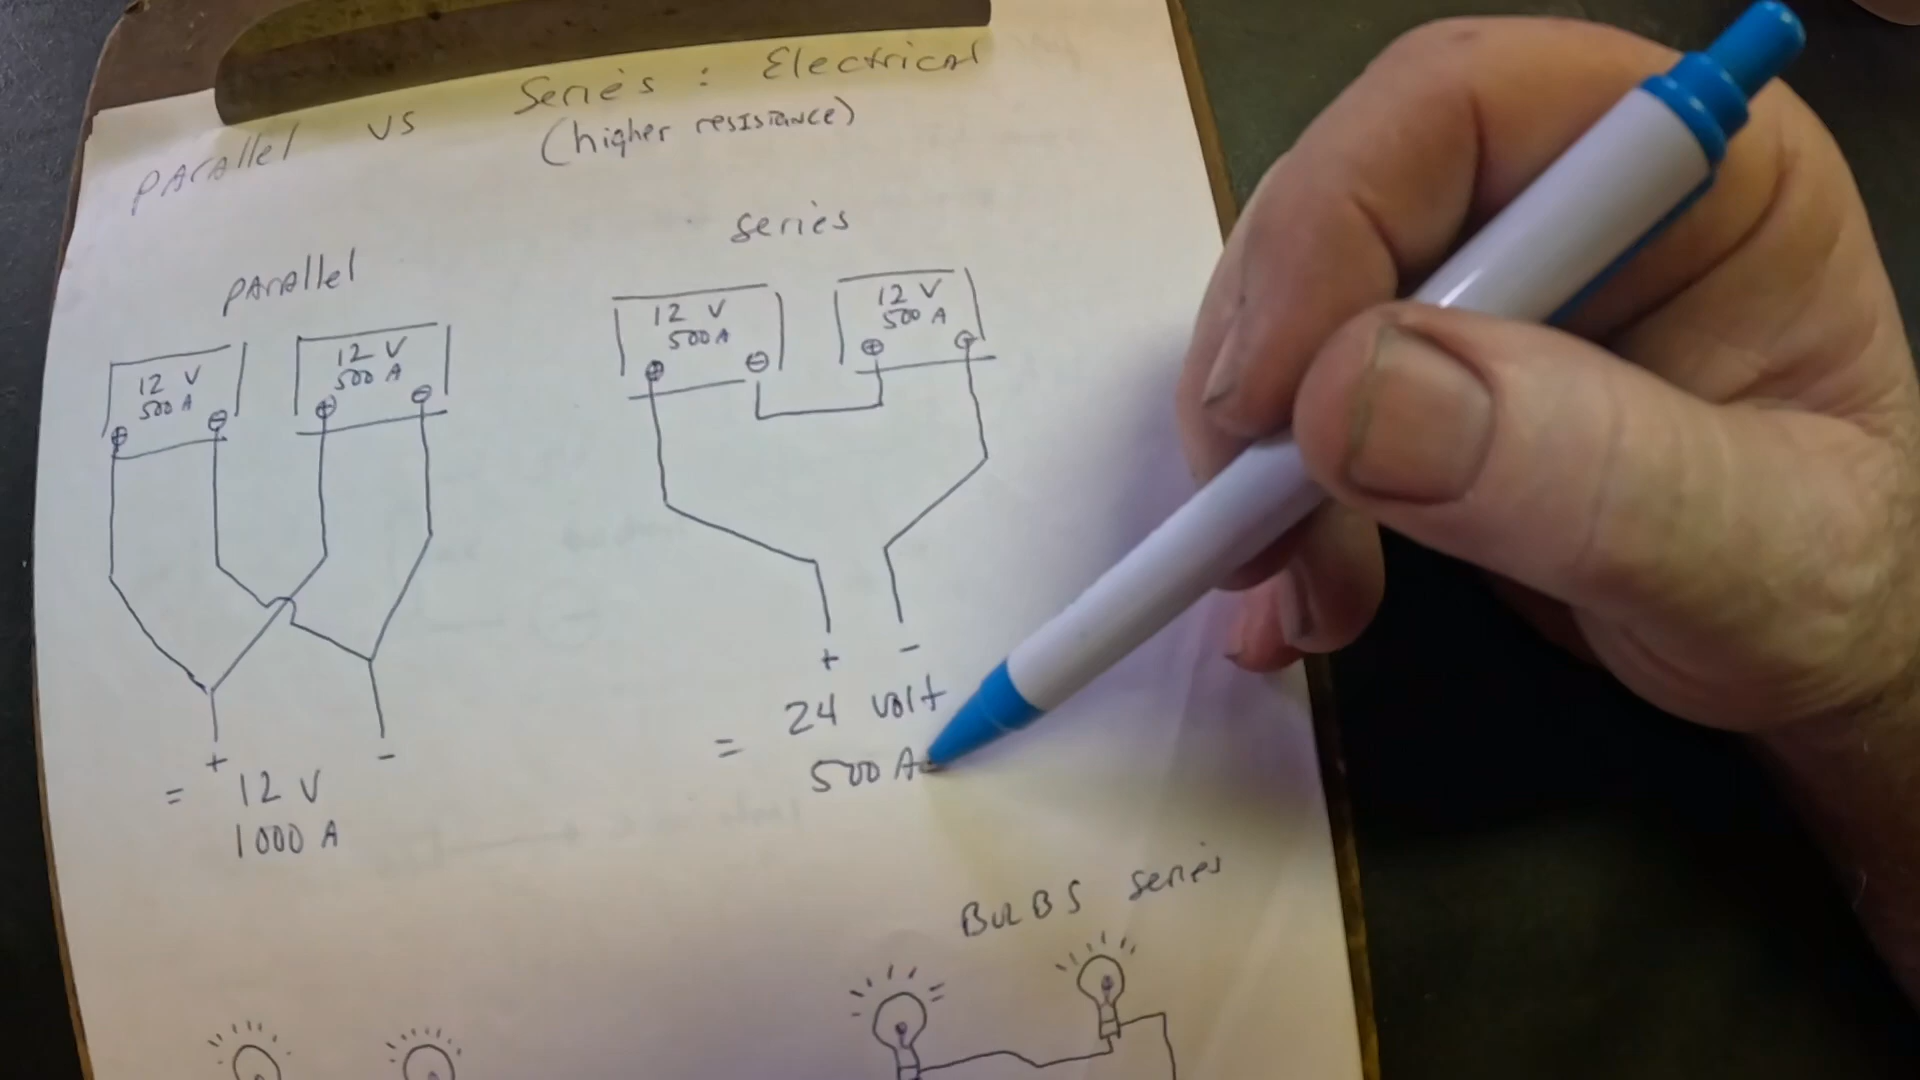 PArallel vs Series : Electrical
(higher resistance)
PArallel
12 V
500 A
+
-
12 V
500 A
+
-
+
-
= 12 V
1000 A
series
12 V
500 A
+
-
12 V
500 A
+
-
+
-
= 24 volt
500 A
BULBS series